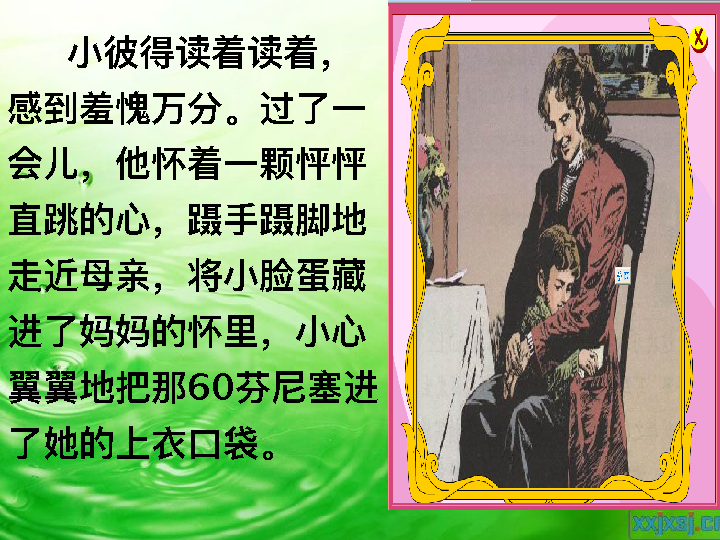 小彼得读着读着，
感到羞愧万分。过了一
会儿，他怀着一颗怦怦
直跳的心，蹑手蹑脚地
走近母亲，将小脸蛋藏
进了妈妈的怀里，小心
翼翼地把那60芬尼塞进
了她的上衣口袋。
X
xxjxsj.cn